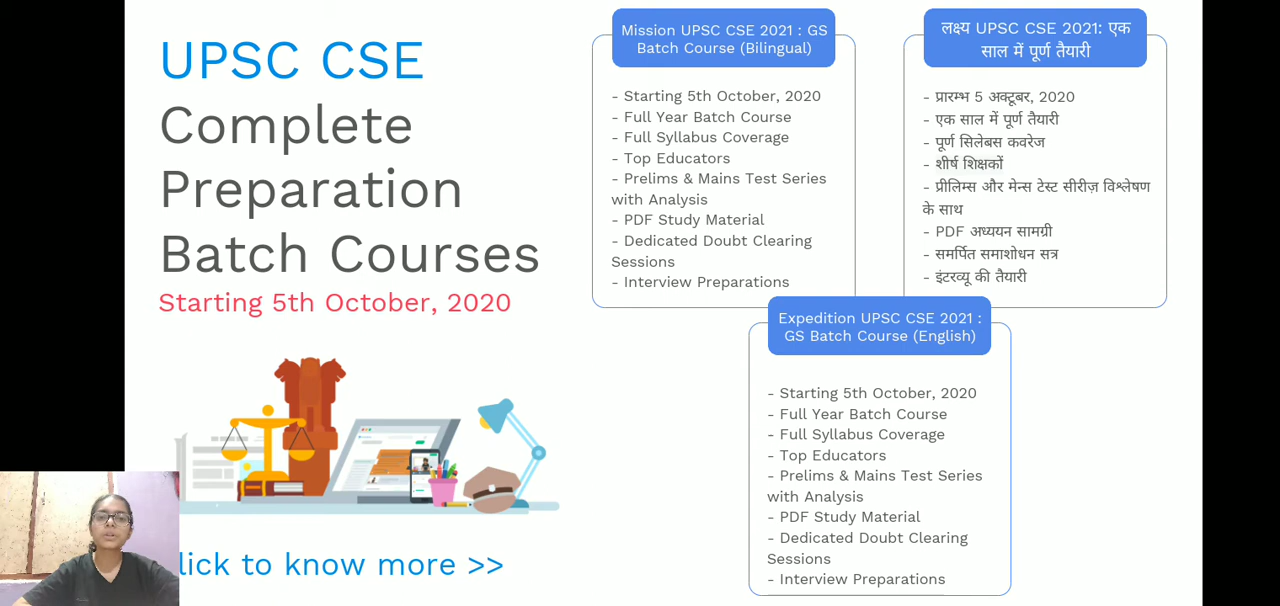 UPSC CSE
Complete
Preparation
Batch Courses
Starting 5th October, 2020
lick to know more >>
Mission UPSC CSE 2021 : GS
Batch Course (Bilingual)
- Starting 5th October, 2020
- Full Year Batch Course
- Full Syllabus Coverage
- Top Educators
- Prelims & Mains Test Series
with Analysis
- PDF Study Material
- Dedicated Doubt Clearing
Sessions
- Interview Preparations
लक्ष्य UPSC CSE 2021: एक
साल में पूर्ण तैयारी
- प्रारम्भ 5 अक्टूबर, 2020
- एक साल में पूर्ण तैयारी
- पूर्ण सिलेबस कवरेज
- शीर्ष शिक्षकों
- प्रीलिम्स और मेन्स टेस्ट सीरीज़ विश्लेषण
के साथ
- PDF अध्ययन सामग्री
- समर्पित समाशोधन सत्र
- इंटरव्यू की तैयारी
Expedition UPSC CSE 2021 :
GS Batch Course (English)
- Starting 5th October, 2020
- Full Year Batch Course
- Full Syllabus Coverage
- Top Educators
- Prelims & Mains Test Series
with Analysis
- PDF Study Material
- Dedicated Doubt Clearing
Sessions
- Interview Preparations